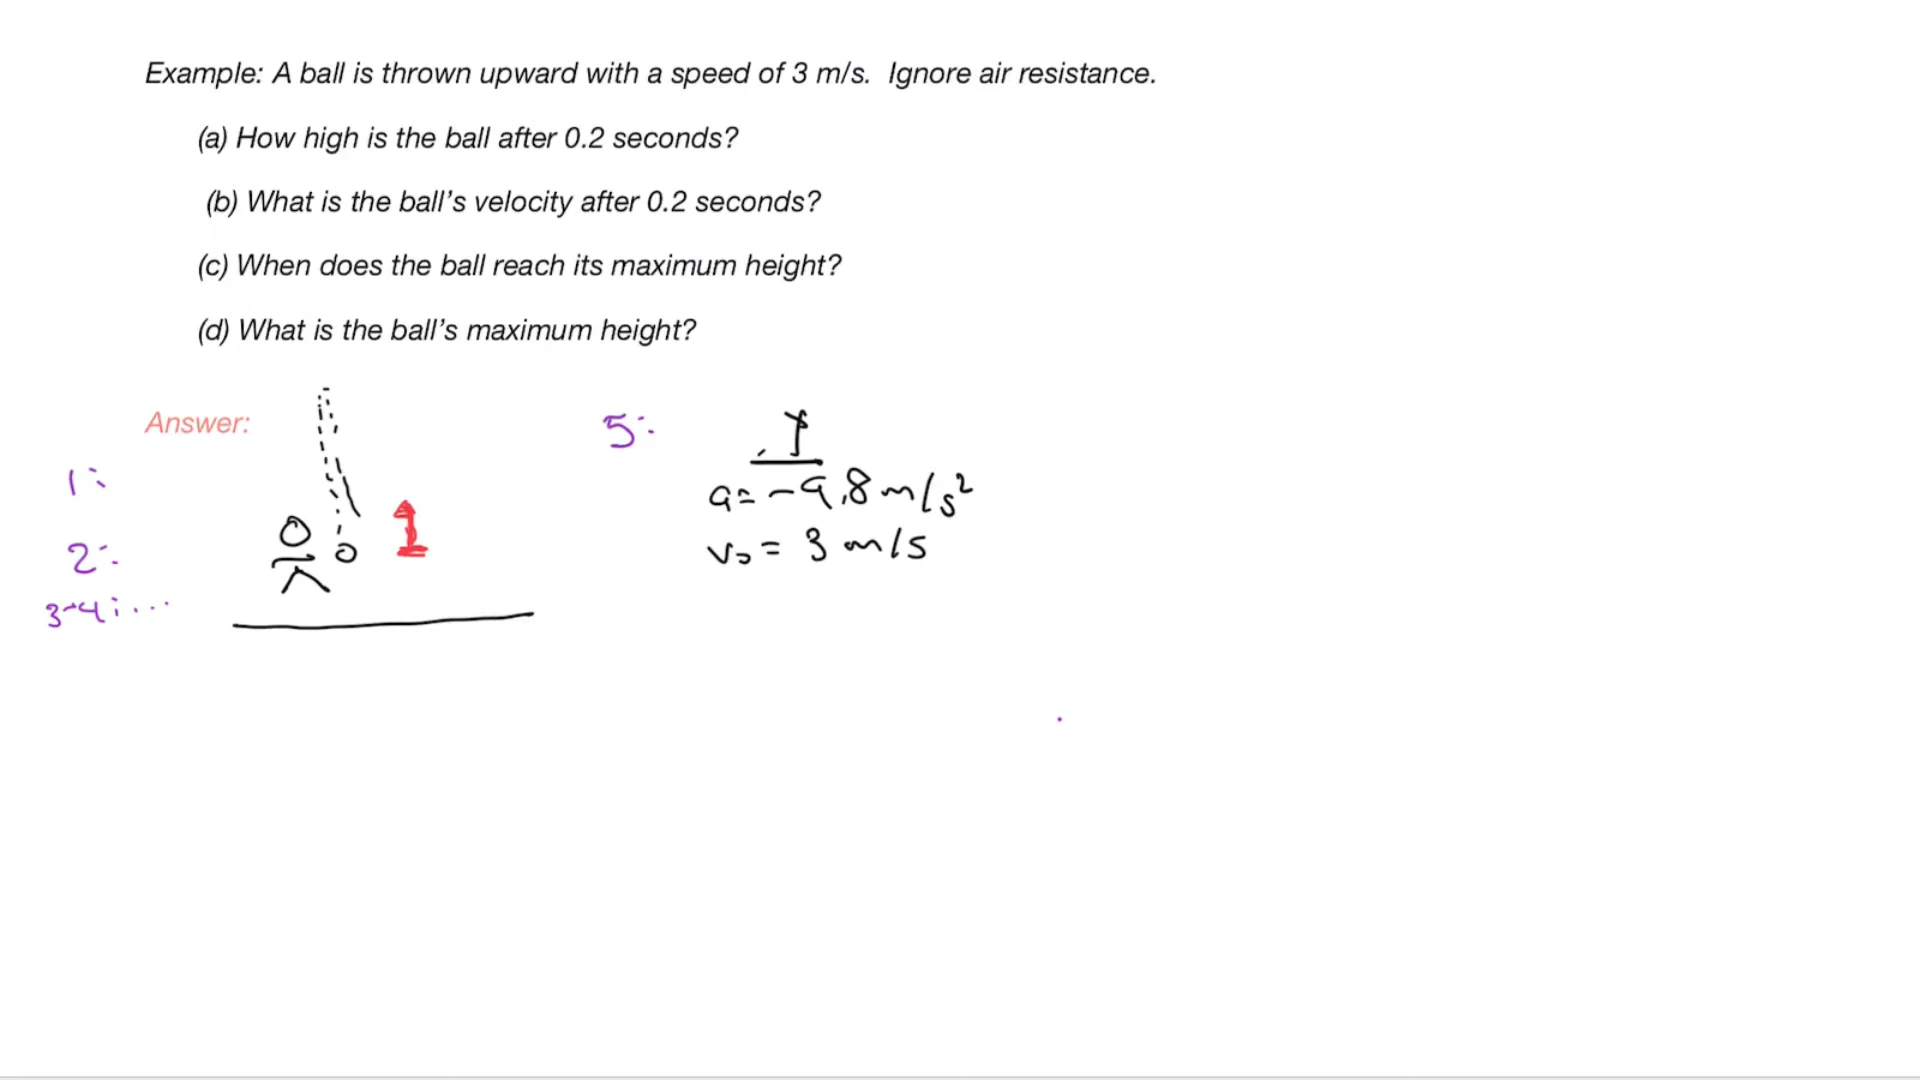 Example: A ball is thrown upward with a speed of 3 m/s. Ignore air resistance.
(a) How high is the ball after 0.2 seconds?
(b) What is the ball’s velocity after 0.2 seconds?
(c) When does the ball reach its maximum height?
(d) What is the ball’s maximum height?
Answer:
1:
2:
3-4: ...
5:
Y
a = -9.8 m/s²
v₀ = 3 m/s